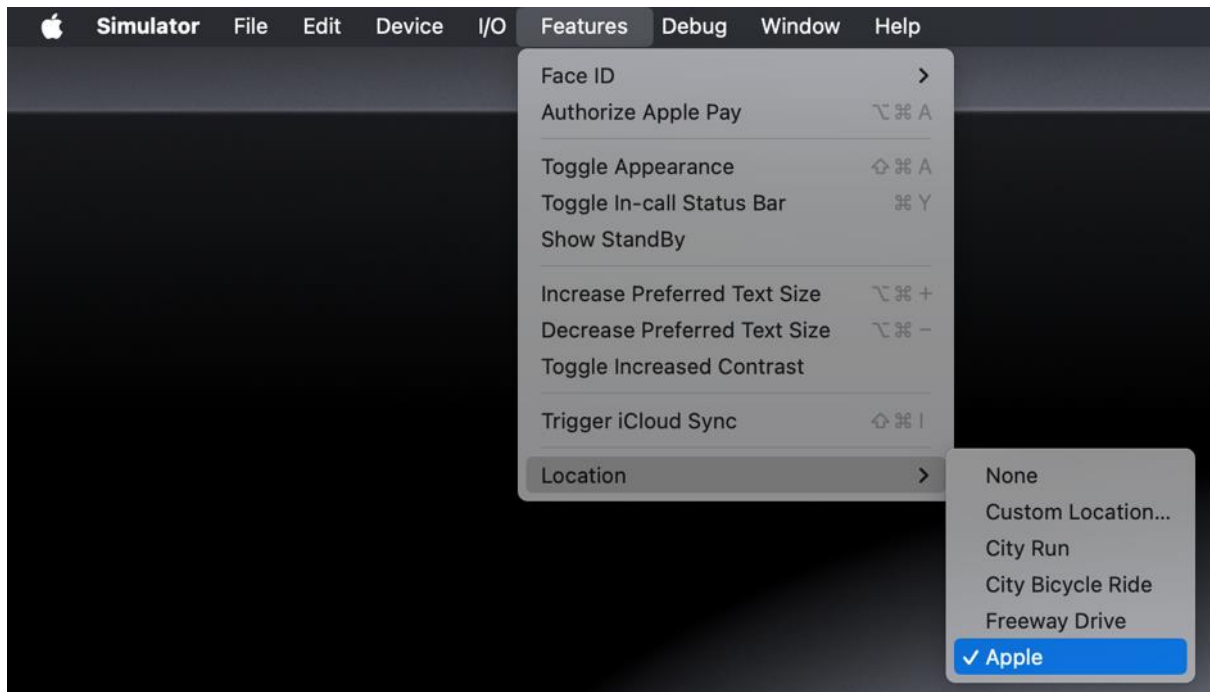 Simulator File Edit Device I/O Features Debug Window Help
Face ID
Authorize Apple Pay ⌥⌘A
Toggle Appearance ⇧⌘A
Toggle In-call Status Bar ⌘Y
Show StandBy
Increase Preferred Text Size ⌥⌘+
Decrease Preferred Text Size ⌥⌘−
Toggle Increased Contrast
Trigger iCloud Sync ⇧⌘I
Location
None
Custom Location...
City Run
City Bicycle Ride
Freeway Drive
✓ Apple